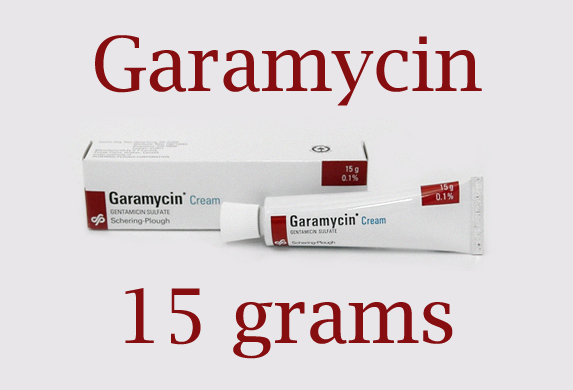 Garamycin
15 g
0.1%
Garamycin® Cream
GENTAMICIN SULFATE
Schering-Plough
15 g
0.1%
Garamycin® Cream
GENTAMICIN SULFATE
Schering-Plough
15 grams